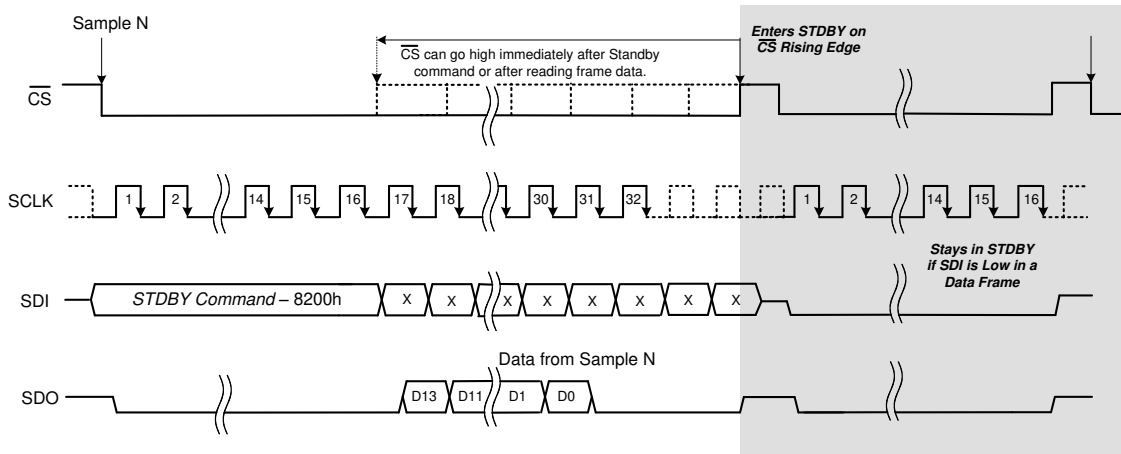 Sample N
CS can go high immediately after Standby
command or after reading frame data.
Enters STDBY on
CS Rising Edge
CS
SCLK
1 2 14 15 16 17 18 30 31 32 1 2 14 15 16
Stays in STDBY
if SDI is Low in a
Data Frame
SDI
STDBY Command – 8200h
X X X X X X X X
Data from Sample N
SDO
D13 D11 D1 D0